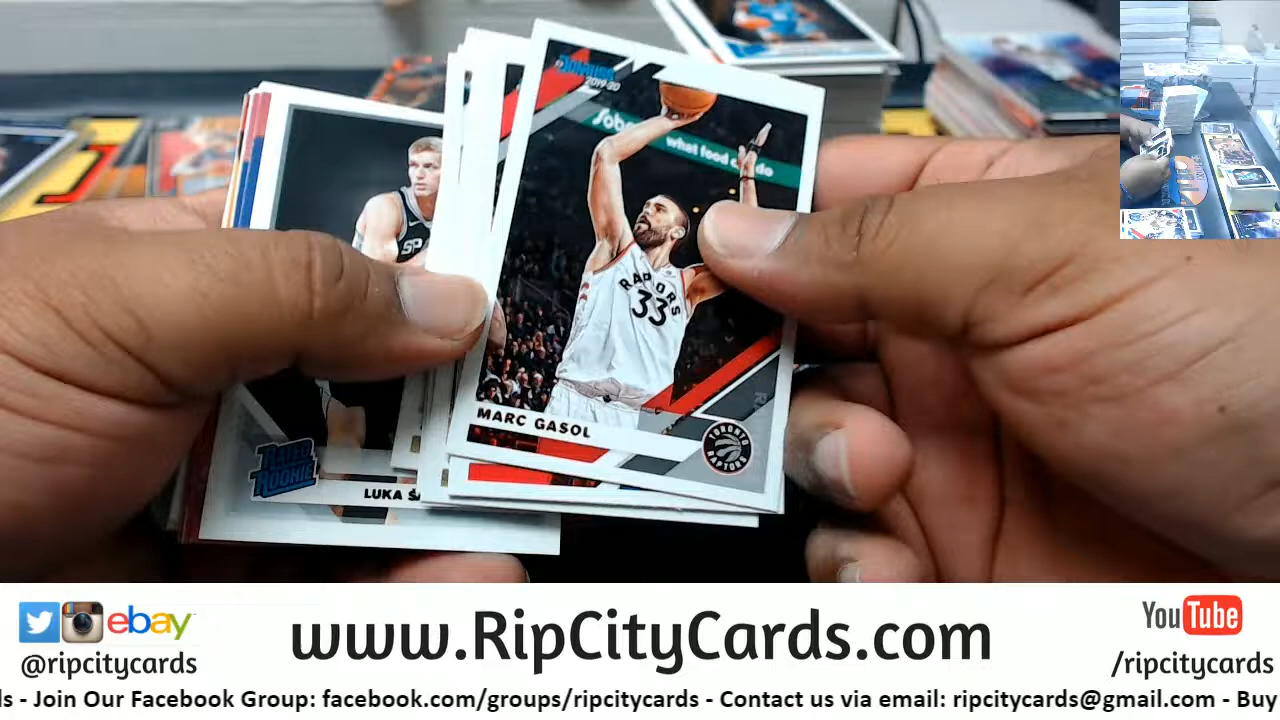 DONRUSS
2019-20
what food can do
RAPTORS
33
MARC GASOL
TORONTO
RAPTORS
SP
RATED
ROOKIE
LUKA ŠA
ebay
@ripcitycards
www.RipCityCards.com
YouTube
/ripcitycards
ds - Join Our Facebook Group: facebook.com/groups/ripcitycards - Contact us via email: ripcitycards@gmail.com - Buy